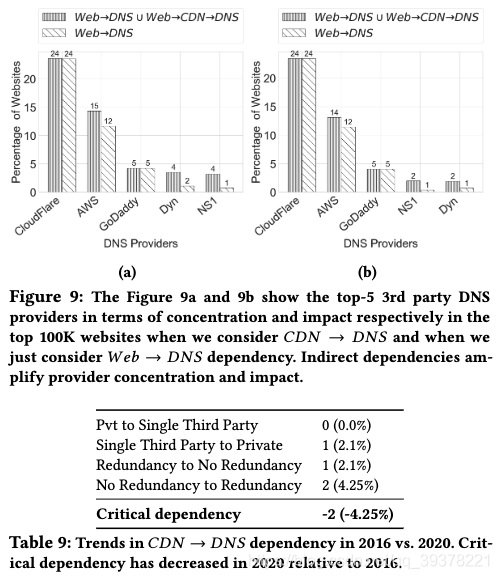 Web→DNS ∪ Web→CDN→DNS
Web→DNS
Percentage of Websites
20
15
10
5
0
24 24
15 12
5 5
4 2
4 1
CloudFlare AWS GoDaddy Dyn NS1
DNS Providers
(a)
Web→DNS ∪ Web→CDN→DNS
Web→DNS
Percentage of Websites
20
15
10
5
0
24 24
14 12
5 5
2 1
2 1
CloudFlare AWS GoDaddy NS1 Dyn
DNS Providers
(b)
Figure 9: The Figure 9a and 9b show the top-5 3rd party DNS
providers in terms of concentration and impact respectively in the
top 100K websites when we consider CDN → DNS and when we
just consider Web → DNS dependency. Indirect dependencies am-
plify provider concentration and impact.
Pvt to Single Third Party 0 (0.0%)
Single Third Party to Private 1 (2.1%)
Redundancy to No Redundancy 1 (2.1%)
No Redundancy to Redundancy 2 (4.25%)
Critical dependency -2 (-4.25%)
Table 9: Trends in CDN → DNS dependency in 2016 vs. 2020. Crit-
ical dependency has decreased in 2020 relative to 2016.